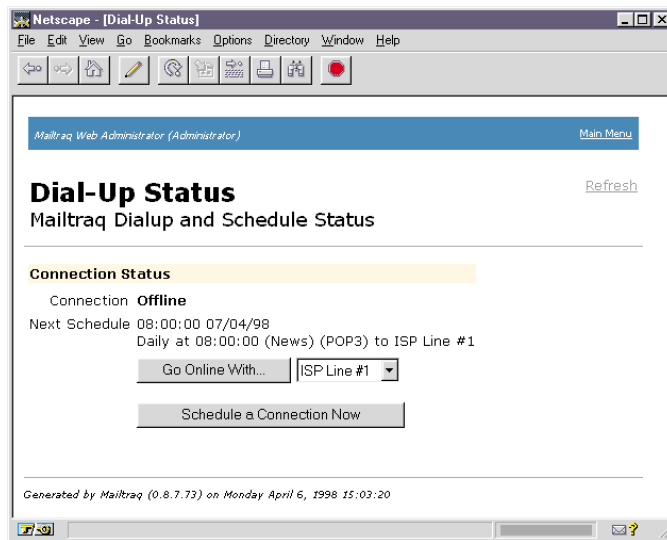 Netscape - [Dial-Up Status]
File Edit View Go Bookmarks Options Directory Window Help
Mailtraq Web Administrator (Administrator)
Main Menu
Dial-Up Status
Refresh
Mailtraq Dialup and Schedule Status
Connection Status
Connection Offline
Next Schedule 08:00:00 07/04/98
Daily at 08:00:00 (News) (POP3) to ISP Line #1
Go Online With... ISP Line #1
Schedule a Connection Now
Generated by Mailtraq (0.8.7.73) on Monday April 6, 1998 15:03:20